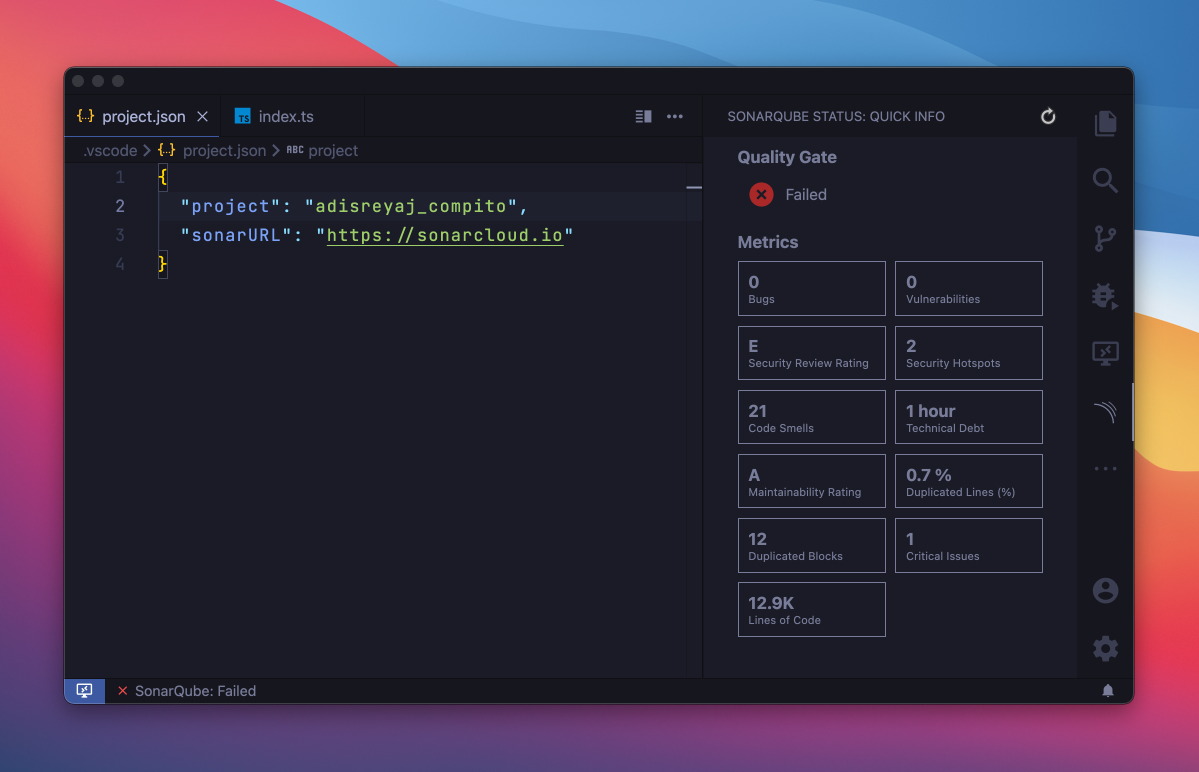 {..} project.json
TS index.ts
.vscode > {..} project.json > ABC project
1 {
2 "project": "adisreyaj_compito",
3 "sonarURL": "https://sonarcloud.io"
4 }
SONARQUBE STATUS: QUICK INFO
Quality Gate
Failed
Metrics
0
Bugs
0
Vulnerabilities
E
Security Review Rating
2
Security Hotspots
21
Code Smells
1 hour
Technical Debt
A
Maintainability Rating
0.7 %
Duplicated Lines (%)
12
Duplicated Blocks
1
Critical Issues
12.9K
Lines of Code
SonarQube: Failed